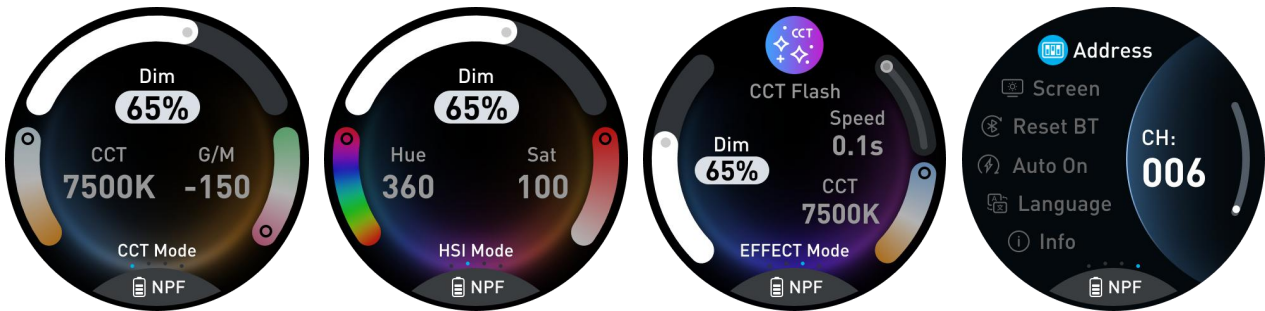 Dim
65%
CCT G/M
7500K -150
CCT Mode
NPF
Dim
65%
Hue Sat
360 100
HSI Mode
NPF
CCT
CCT Flash
Speed
0.1s
Dim
65%
CCT
7500K
EFFECT Mode
NPF
Address
Screen
Reset BT
Auto On
Language
Info
CH:
006
NPF